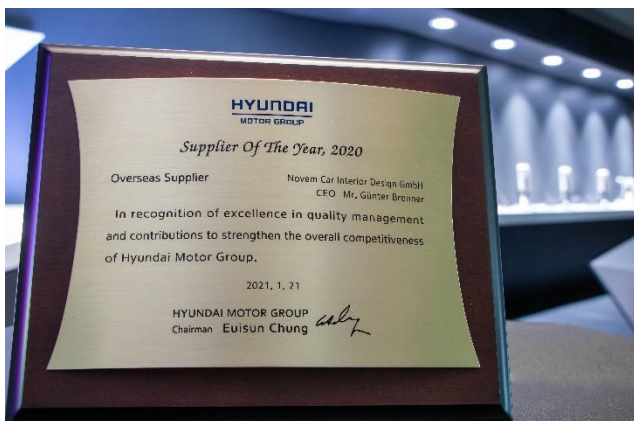 HYUNDAI
MOTOR GROUP
Supplier Of The Year, 2020
Overseas Supplier
Novem Car Interior Design GmbH
CEO Mr. Günter Brenner
In recognition of excellence in quality management
and contributions to strengthen the overall competitiveness
of Hyundai Motor Group.
2021. 1. 21
HYUNDAI MOTOR GROUP
Chairman Euisun Chung